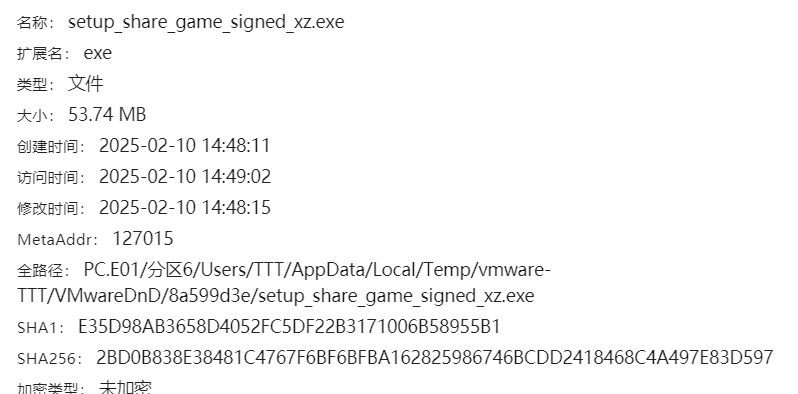 名称： setup_share_game_signed_xz.exe
扩展名： exe
类型： 文件
大小： 53.74 MB
创建时间： 2025-02-10 14:48:11
访问时间： 2025-02-10 14:49:02
修改时间： 2025-02-10 14:48:15
MetaAddr： 127015
全路径： PC.E01/分区6/Users/TTT/AppData/Local/Temp/vmware-
TTT/VMwareDnD/8a599d3e/setup_share_game_signed_xz.exe
SHA1： E35D98AB3658D4052FC5DF22B3171006B58955B1
SHA256： 2BD0B838E38481C4767F6BF6BFBA162825986746BCDD2418468C4A497E83D597
加密类型： 未加密